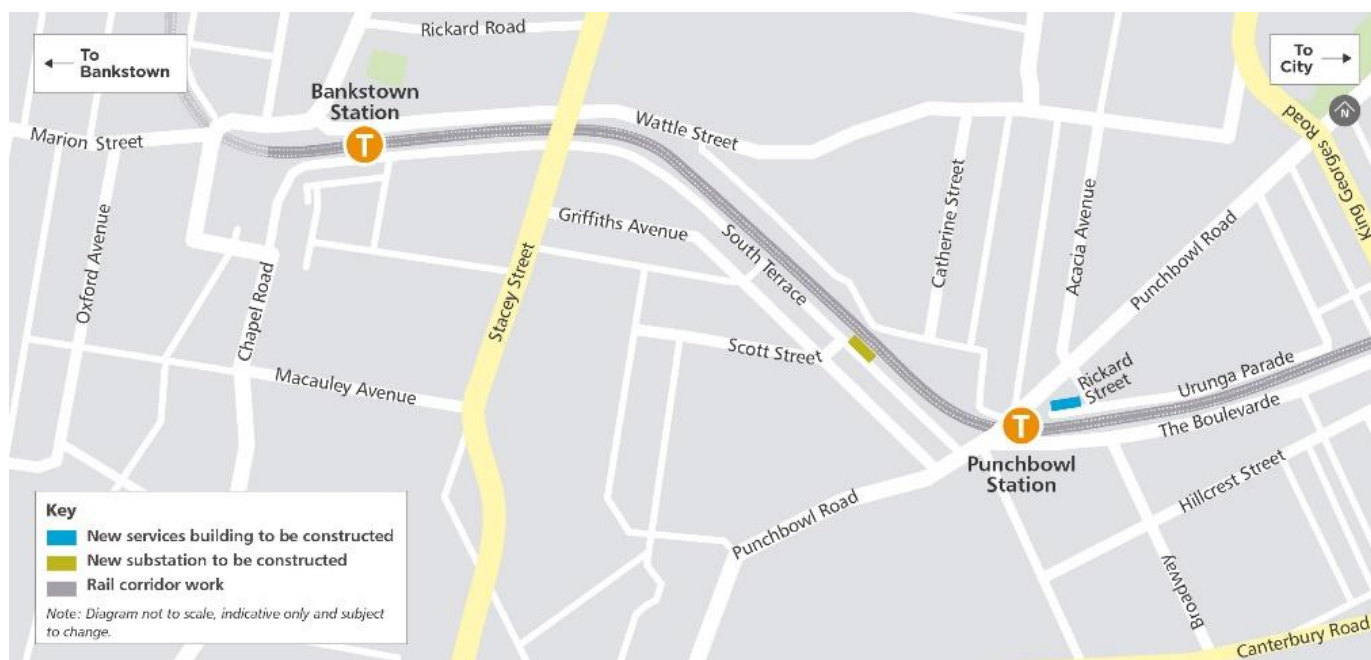 To
Bankstown
Rickard Road
To
City
Bankstown
Station
N
Marion Street
T
Wattle Street
King Georges Road
Oxford Avenue
Chapel Road
Stacey Street
Griffiths Avenue
South Terrace
Catherine Street
Acacia Avenue
Punchbowl Road
Scott Street
Macauley Avenue
Rickard
Street
Urunga Parade
The Boulevarde
T
Punchbowl
Station
Hillcrest Street
Punchbowl Road
Broadway
Canterbury Road
Key
New services building to be constructed
New substation to be constructed
Rail corridor work
Note: Diagram not to scale, indicative only and subject
to change.